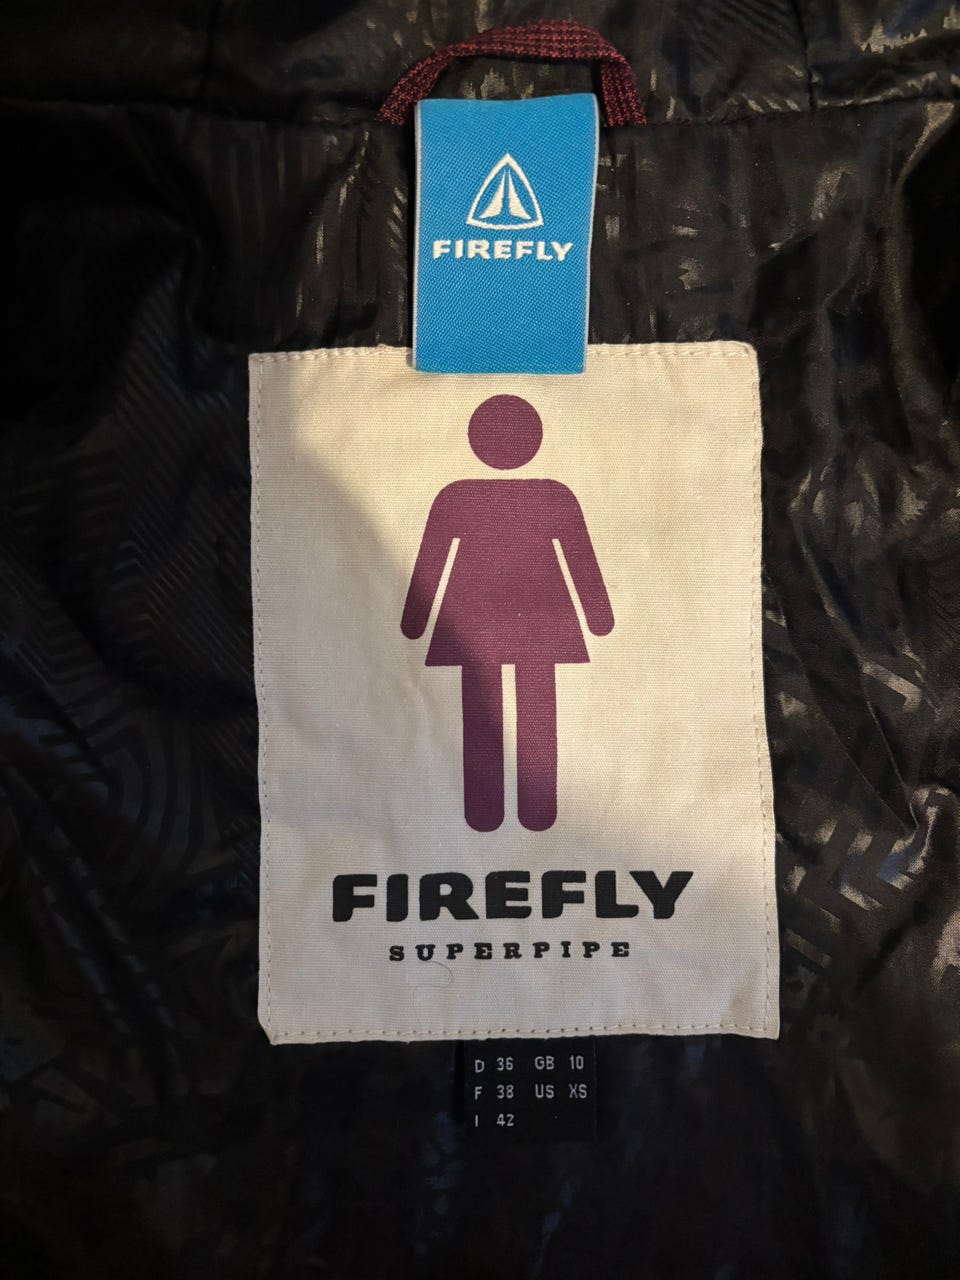 FIREFLY
FIREFLY
SUPERPIPE
D 36 GB 10
F 38 US XS
I 42